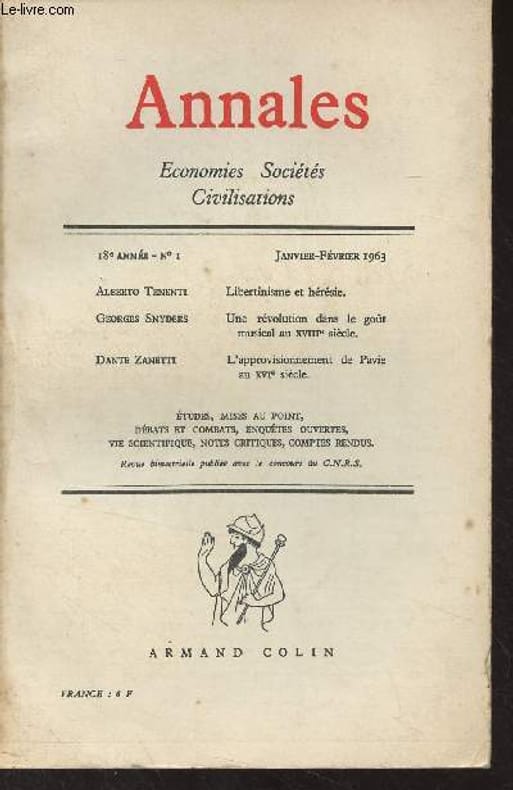 Le-livre.com
Annales
Economies Sociétés
Civilisations
18e ANNÉE - N° 1 JANVIER-FÉVRIER 1963
ALBERTO TENENTI Libertinisme et hérésie.
GEORGES SNYDERS Une révolution dans le goût
musical au XVIIIe siècle.
DANTE ZANETTI L'approvisionnement de Pavie
au XVIe siècle.
ÉTUDES, MISES AU POINT,
DÉBATS ET COMBATS, ENQUÊTES OUVERTES,
VIE SCIENTIFIQUE, NOTES CRITIQUES, COMPTES RENDUS.
Revue bimestrielle publiée avec le concours du C.N.R.S.
ARMAND COLIN
FRANCE : 6 F